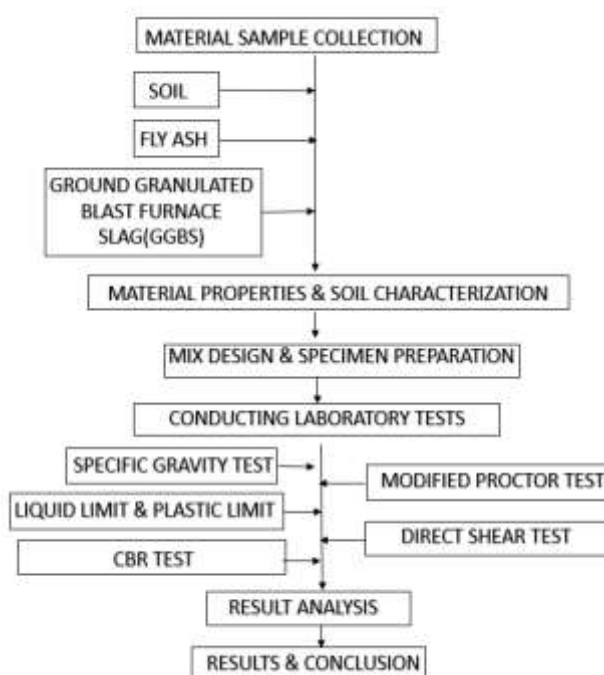 MATERIAL SAMPLE COLLECTION
SOIL
FLY ASH
GROUND GRANULATED
BLAST FURNACE
SLAG(GGBS)
MATERIAL PROPERTIES & SOIL CHARACTERIZATION
MIX DESIGN & SPECIMEN PREPARATION
CONDUCTING LABORATORY TESTS
SPECIFIC GRAVITY TEST
MODIFIED PROCTOR TEST
LIQUID LIMIT & PLASTIC LIMIT
DIRECT SHEAR TEST
CBR TEST
RESULT ANALYSIS
RESULTS & CONCLUSION